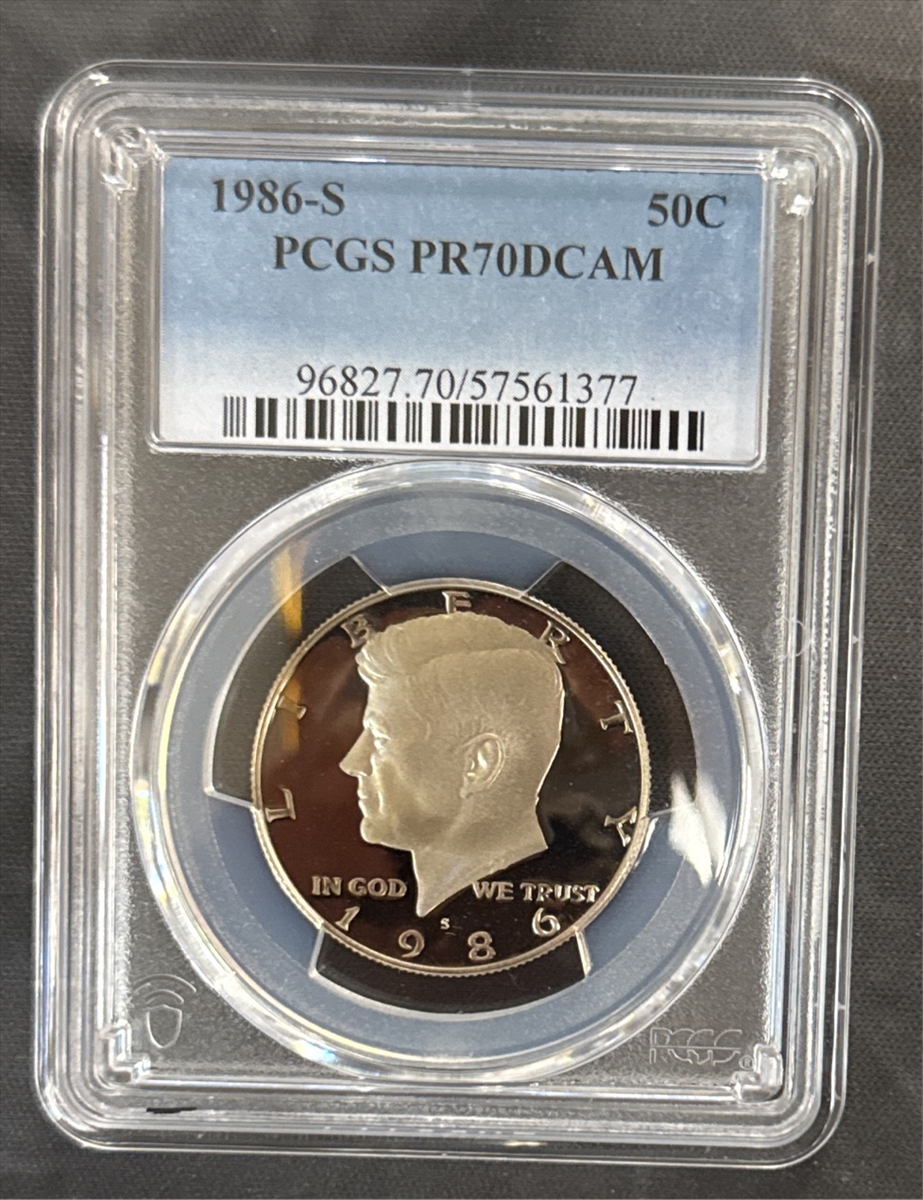 1986-S 50C
PCGS PR70DCAM
96827.70/57561377
LIBERTY
IN GOD WE TRUST
S
1986
PCGS®